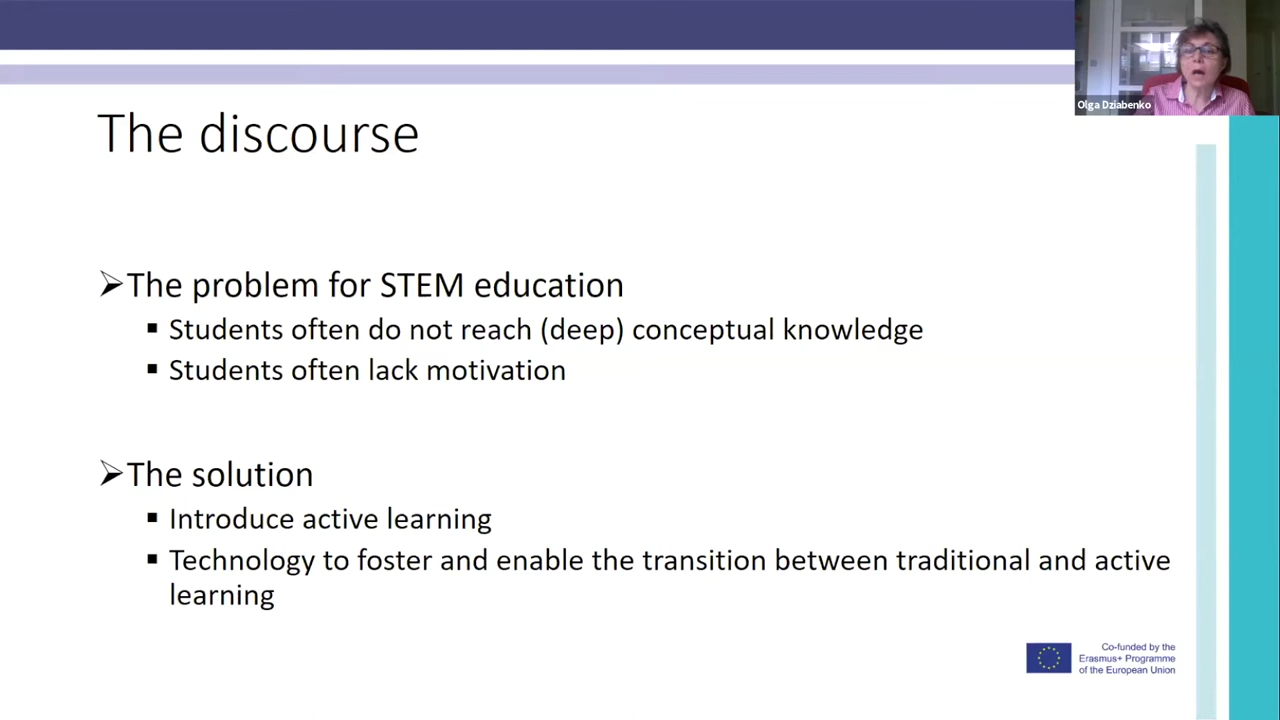 Olga Dziabenko
The discourse
The problem for STEM education
Students often do not reach (deep) conceptual knowledge
Students often lack motivation
The solution
Introduce active learning
Technology to foster and enable the transition between traditional and active
learning
Co-funded by the
Erasmus+ Programme
of the European Union